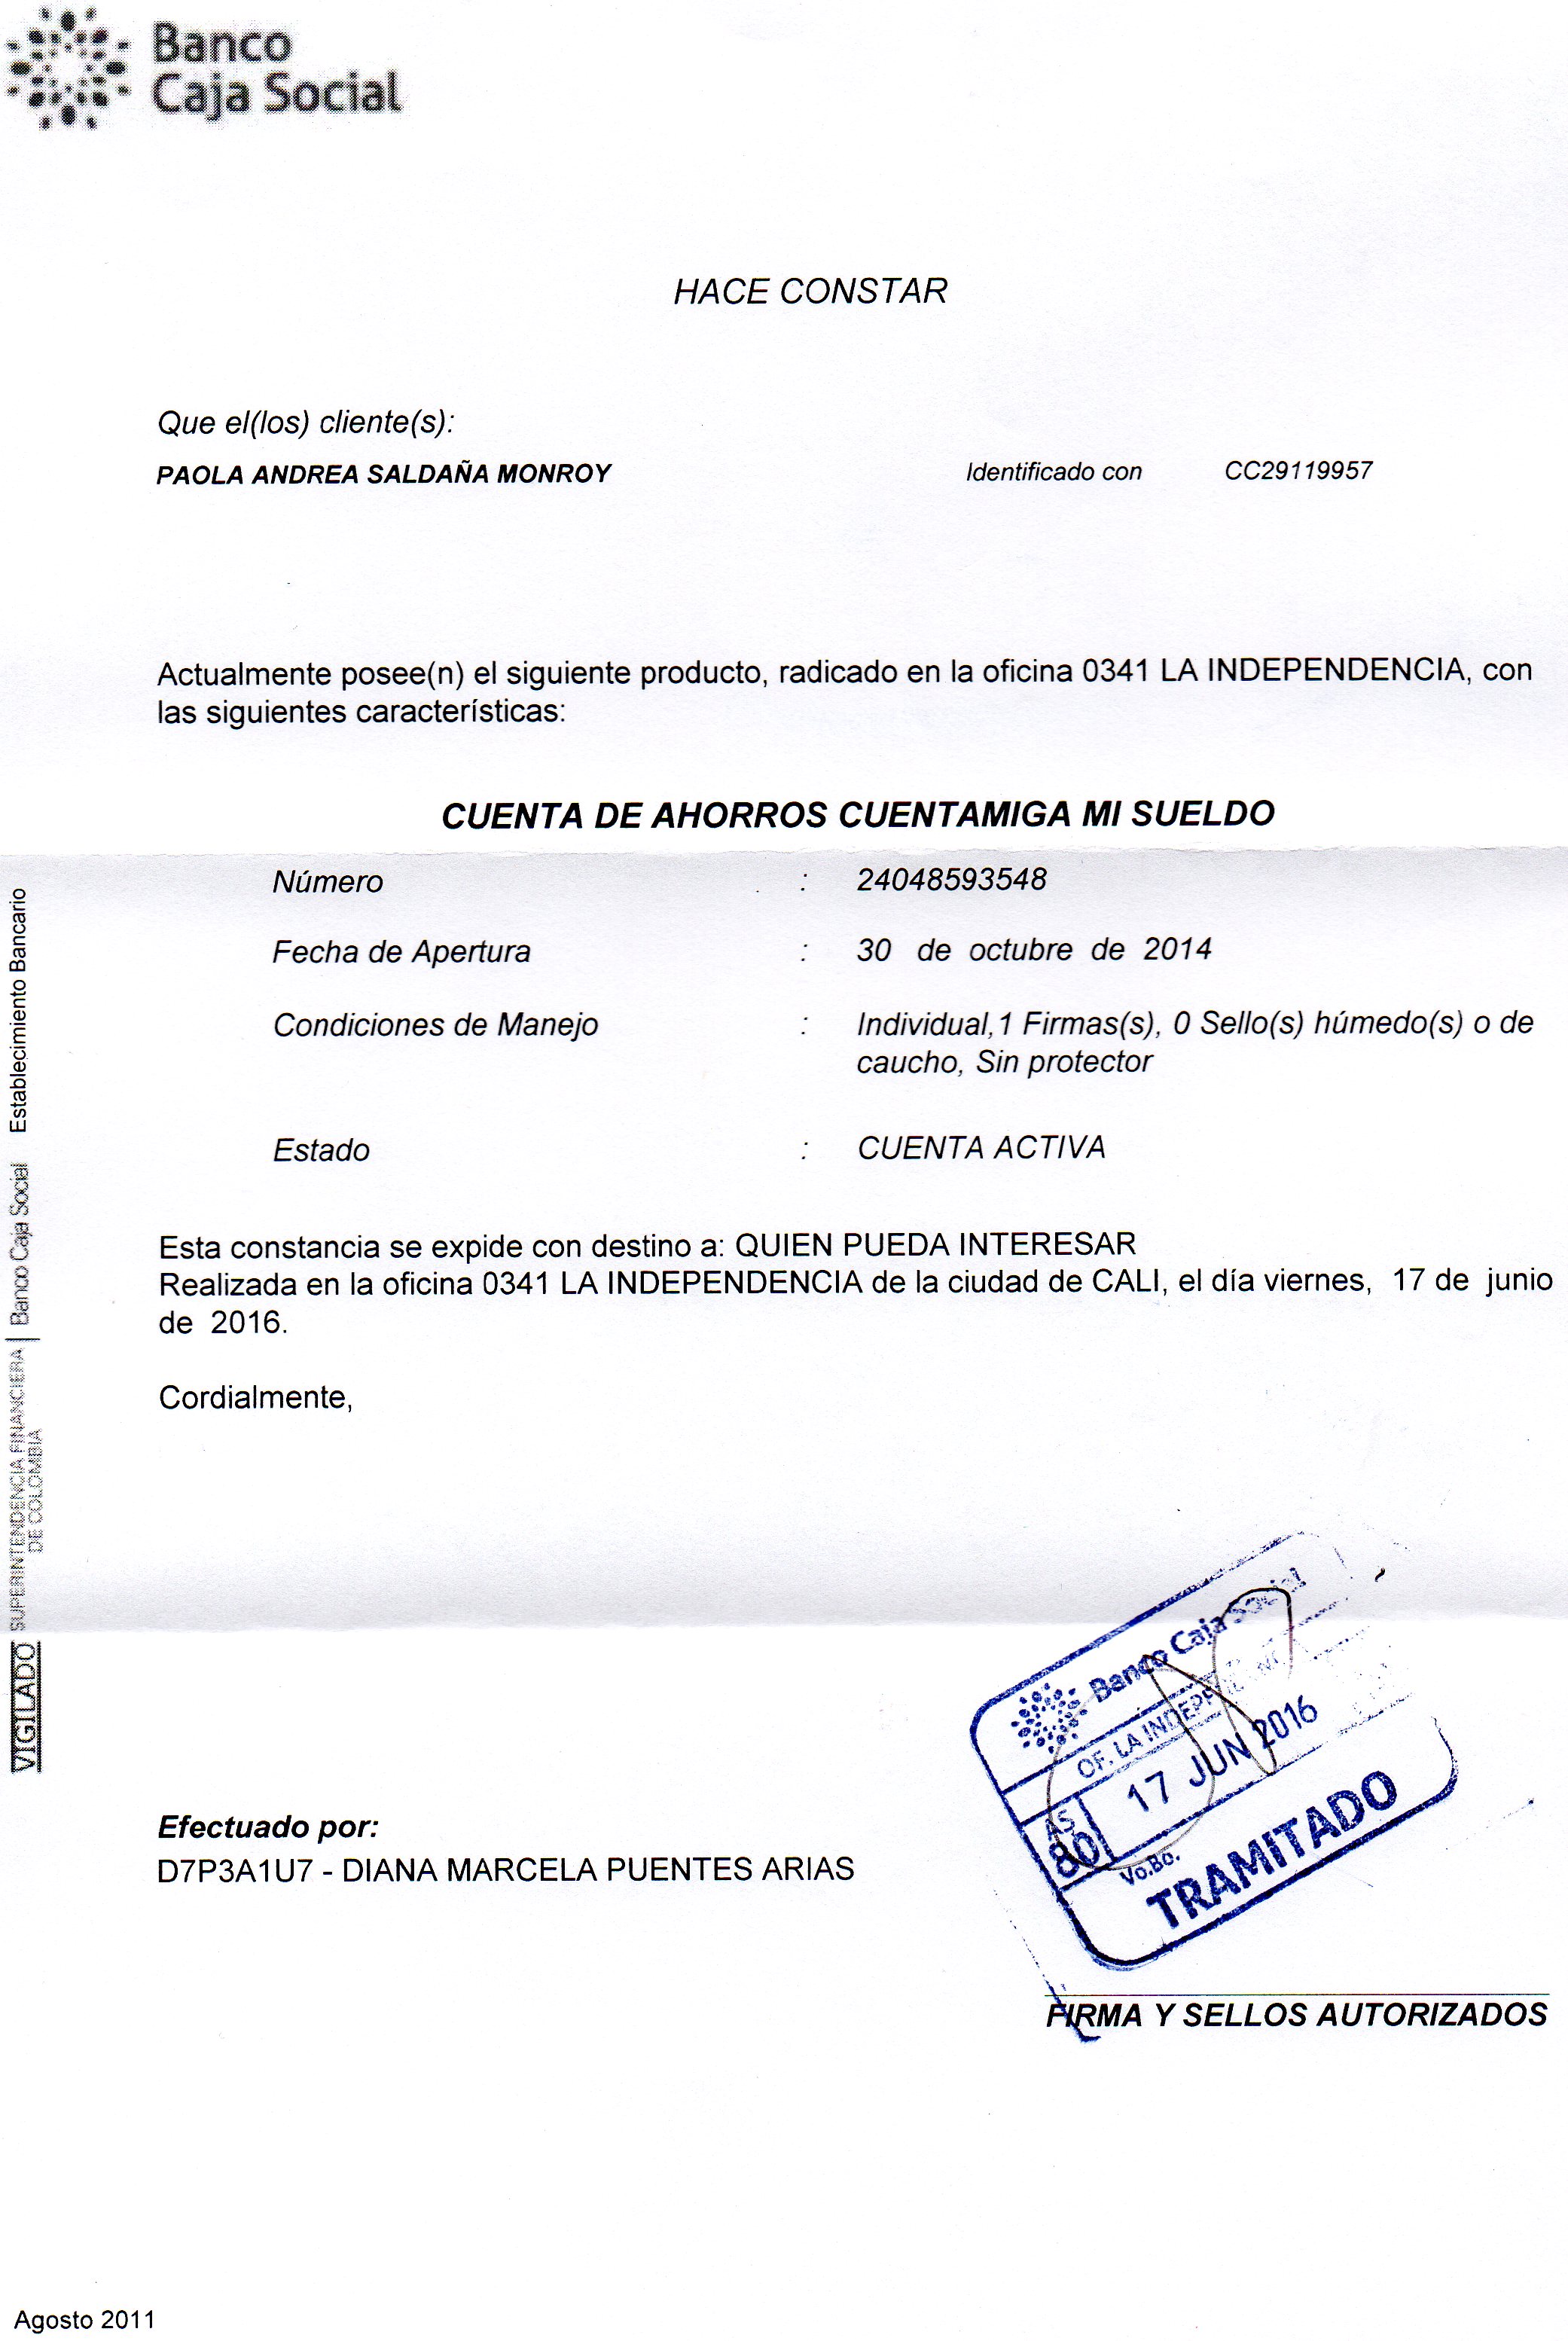 Banco
Caja Social
HACE CONSTAR
Que el(los) cliente(s):
PAOLA ANDREA SALDAÑA MONROY Identificado con CC29119957
Actualmente posee(n) el siguiente producto, radicado en la oficina 0341 LA INDEPENDENCIA, con
las siguientes características:
CUENTA DE AHORROS CUENTAMIGA MI SUELDO
Número : 24048593548
Fecha de Apertura : 30 de octubre de 2014
Condiciones de Manejo : Individual,1 Firmas(s), 0 Sello(s) húmedo(s) o de
caucho, Sin protector
Estado : CUENTA ACTIVA
Esta constancia se expide con destino a: QUIEN PUEDA INTERESAR
Realizada en la oficina 0341 LA INDEPENDENCIA de la ciudad de CALI, el día viernes, 17 de junio
de 2016.
Cordialmente,
Banco Caja Social
OF. LA
17 JUN 2016
AS
80
Vo.Bo.
TRAMITADO
Efectuado por:
D7P3A1U7 - DIANA MARCELA PUENTES ARIAS
FIRMA Y SELLOS AUTORIZADOS
VIGILADO SUPERINTENDENCIA FINANCIERA
DE COLOMBIA
Banco Caja Social Establecimiento Bancario
Agosto 2011